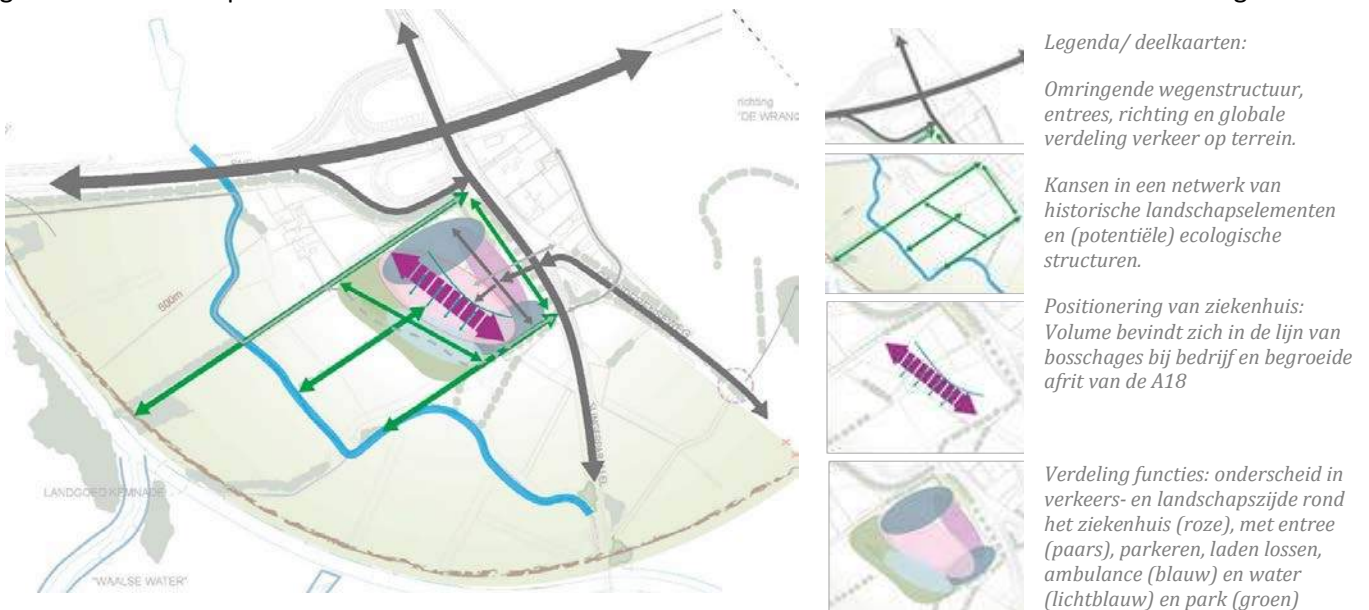 richting
"DE WRANG
600m
LANDGOED KEMNADE
"WAALSE WATER"
Legenda/ deelkaarten:
Omringende wegenstructuur,
entrees, richting en globale
verdeling verkeer op terrein.
Kansen in een netwerk van
historische landschapselementen
en (potentiële) ecologische
structuren.
Positionering van ziekenhuis:
Volume bevindt zich in de lijn van
bosschages bij bedrijf en begroeide
afrit van de A18
Verdeling functies: onderscheid in
verkeers- en landschapszijde rond
het ziekenhuis (roze), met entree
(paars), parkeren, laden lossen,
ambulance (blauw) en water
(lichtblauw) en park (groen)